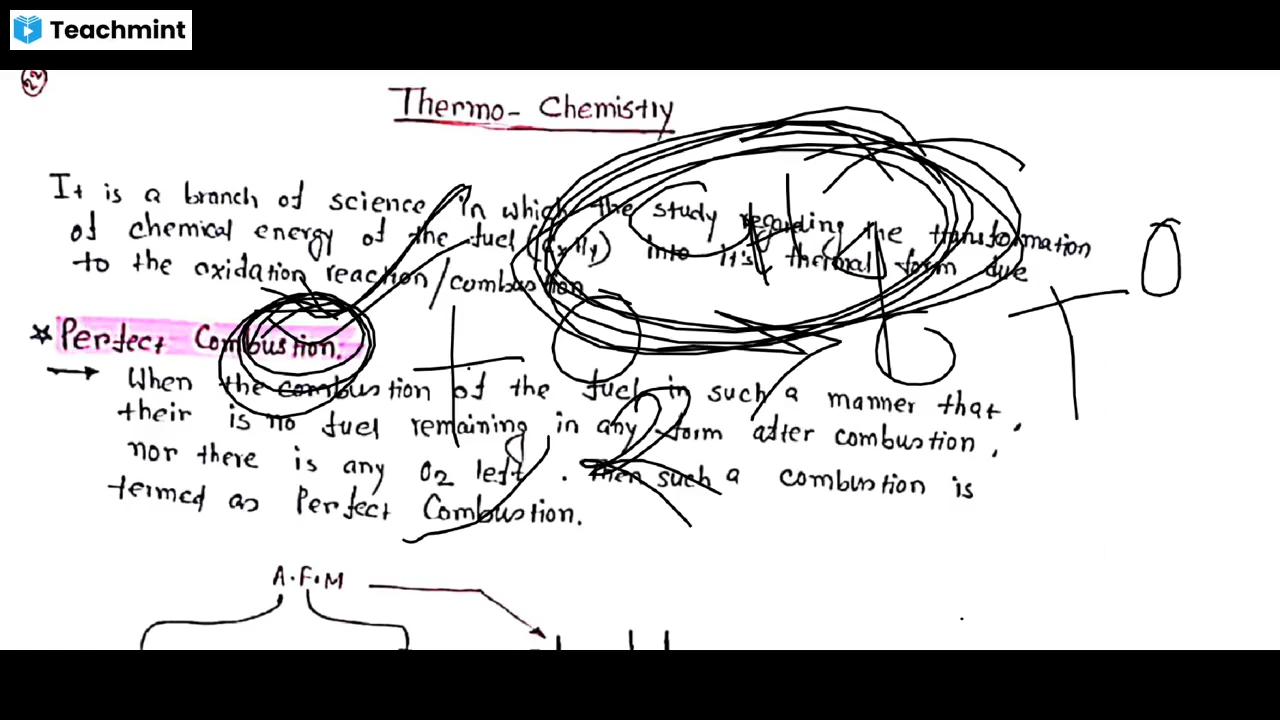 Teachmint
22
Thermo- Chemistry
It is a branch of science in which the study regarding the transformation
of chemical energy of the fuel (CxHy) into it's thermal form due
to the oxidation reaction/combustion
* Perfect Combustion.
→ When the combustion of the fuel in such a manner that,
their is no fuel remaining in any form after combustion,
nor there is any O2 left. Then such a combustion is
termed as Perfect Combustion.
A.F.M